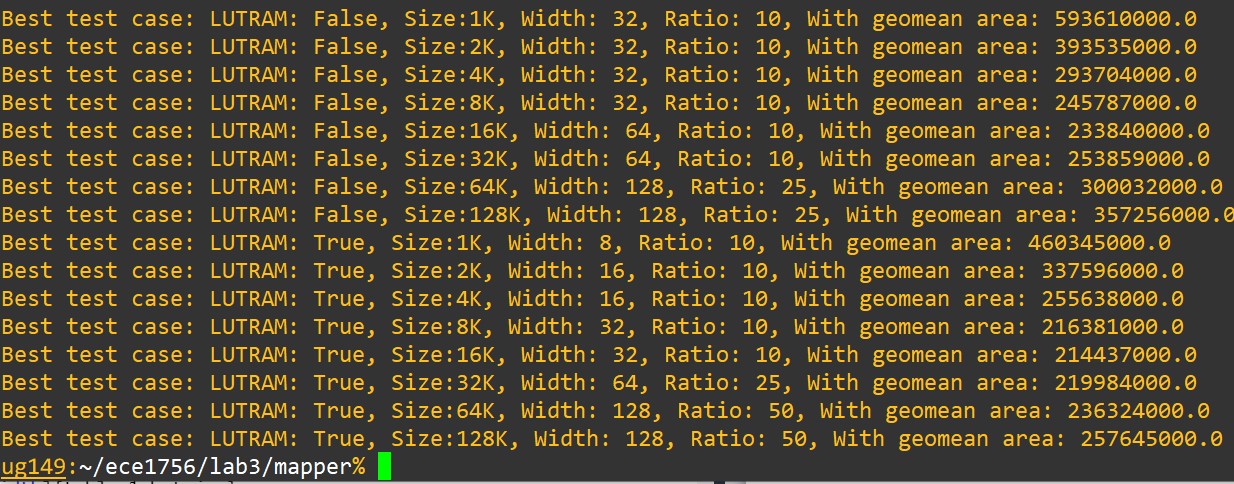 Best test case: LUTRAM: False, Size:1K, Width: 32, Ratio: 10, With geomean area: 593610000.0
Best test case: LUTRAM: False, Size:2K, Width: 32, Ratio: 10, With geomean area: 393535000.0
Best test case: LUTRAM: False, Size:4K, Width: 32, Ratio: 10, With geomean area: 293704000.0
Best test case: LUTRAM: False, Size:8K, Width: 32, Ratio: 10, With geomean area: 245787000.0
Best test case: LUTRAM: False, Size:16K, Width: 64, Ratio: 10, With geomean area: 233840000.0
Best test case: LUTRAM: False, Size:32K, Width: 64, Ratio: 10, With geomean area: 253859000.0
Best test case: LUTRAM: False, Size:64K, Width: 128, Ratio: 25, With geomean area: 300032000.0
Best test case: LUTRAM: False, Size:128K, Width: 128, Ratio: 25, With geomean area: 357256000.0
Best test case: LUTRAM: True, Size:1K, Width: 8, Ratio: 10, With geomean area: 460345000.0
Best test case: LUTRAM: True, Size:2K, Width: 16, Ratio: 10, With geomean area: 337596000.0
Best test case: LUTRAM: True, Size:4K, Width: 16, Ratio: 10, With geomean area: 255638000.0
Best test case: LUTRAM: True, Size:8K, Width: 32, Ratio: 10, With geomean area: 216381000.0
Best test case: LUTRAM: True, Size:16K, Width: 32, Ratio: 10, With geomean area: 214437000.0
Best test case: LUTRAM: True, Size:32K, Width: 64, Ratio: 25, With geomean area: 219984000.0
Best test case: LUTRAM: True, Size:64K, Width: 128, Ratio: 50, With geomean area: 236324000.0
Best test case: LUTRAM: True, Size:128K, Width: 128, Ratio: 50, With geomean area: 257645000.0
ug149:~/ece1756/lab3/mapper%